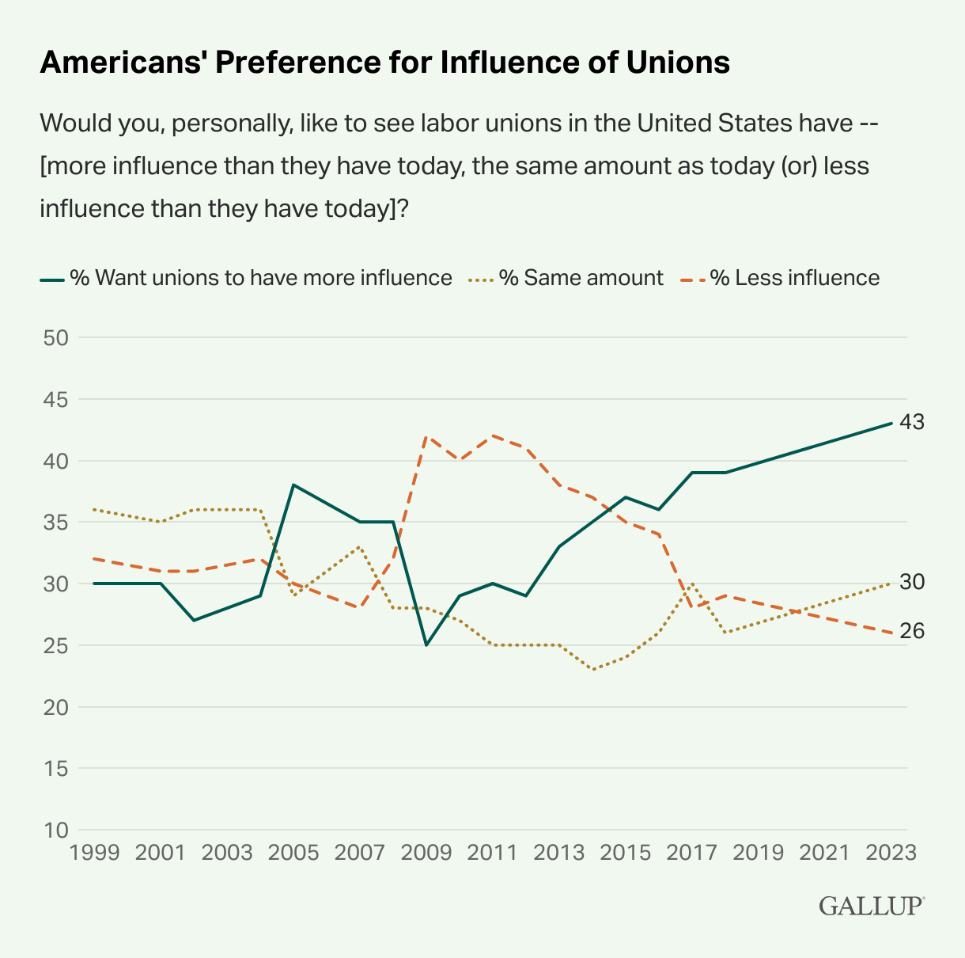 Americans' Preference for Influence of Unions
Would you, personally, like to see labor unions in the United States have --
[more influence than they have today, the same amount as today (or) less
influence than they have today]?
% Want unions to have more influence % Same amount % Less influence
50
45
43
40
35
30
30
26
25
20
15
10
1999 2001 2003 2005 2007 2009 2011 2013 2015 2017 2019 2021 2023
GALLUP®